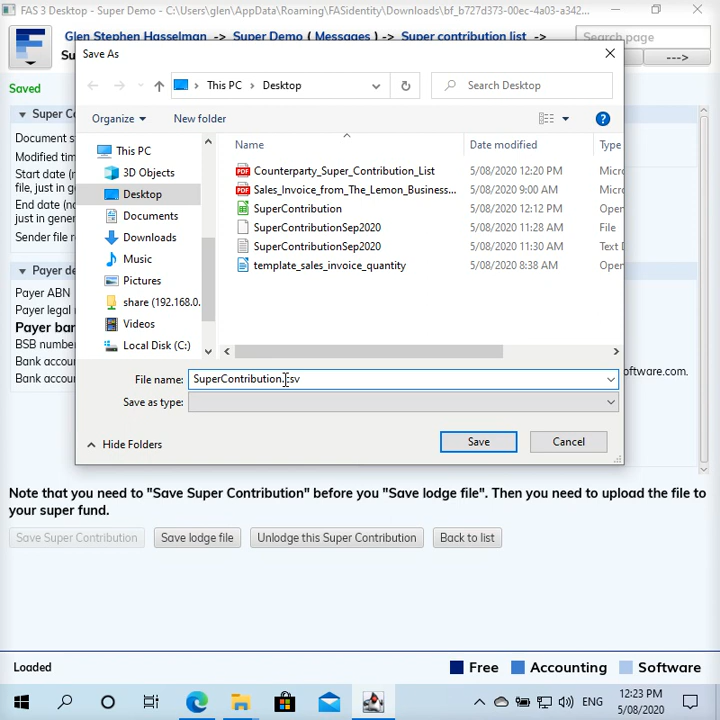 FAS 3 Desktop - Super Demo - C:\Users\glen\AppData\Roaming\FASidentity\Downloads\bf_b727d373-00ec-4a03-a342...
Glen Stephen Hasselman -> Super Demo ( Messages ) -> Super contribution list ->
Search page
Su
--->
Save As
This PC > Desktop
Search Desktop
Organize
New folder
Saved
Super Co
Document s
Modified tim
Start date (n
file, just in g
End date (no
just in gener
Sender file r
Payer de
Payer ABN
Payer legal n
Payer ban
BSB numbe
Bank accou
Bank accou
oftware.com.
This PC
3D Objects
Desktop
Documents
Downloads
Music
Pictures
share (192.168.0.
Videos
Local Disk (C:)
Name Date modified Type
Counterparty_Super_Contribution_List 5/08/2020 12:20 PM Micro
Sales_Invoice_from_The_Lemon_Business... 5/08/2020 9:00 AM Micro
SuperContribution 5/08/2020 12:12 PM Open
SuperContributionSep2020 5/08/2020 11:28 AM File
SuperContributionSep2020 5/08/2020 11:30 AM Text D
template_sales_invoice_quantity 5/08/2020 8:38 AM Open
File name: SuperContribution.csv
Save as type:
Hide Folders
Save
Cancel
Note that you need to "Save Super Contribution" before you "Save lodge file". Then you need to upload the file to
your super fund.
Save Super Contribution Save lodge file Unlodge this Super Contribution Back to list
Loaded
Free Accounting Software
ENG
12:23 PM
5/08/2020